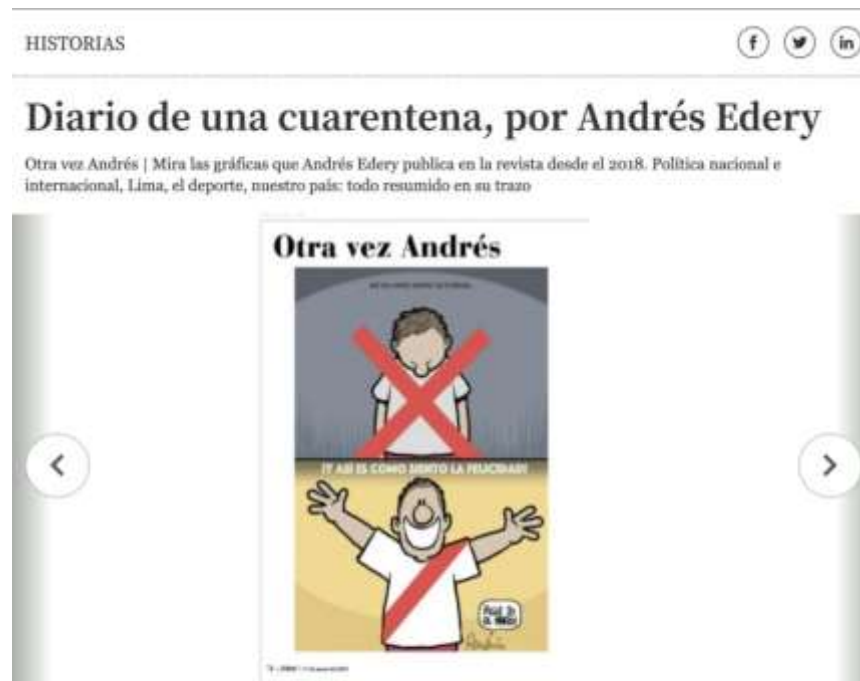 HISTORIAS
f in
Diario de una cuarentena, por Andrés Edery
Otra vez Andrés | Mira las gráficas que Andrés Edery publica en la revista desde el 2018. Política nacional e
internacional, Lima, el deporte, nuestro país: todo resumido en su trazo
Otra vez Andrés
¡Y ASÍ ES COMO SIENTO LA FELICIDAD!
Andrés